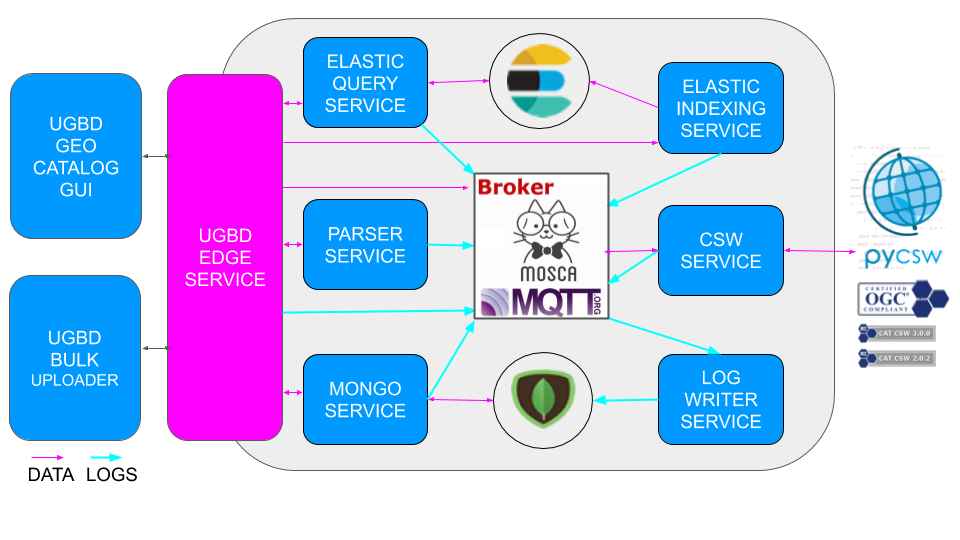 UGBD
GEO
CATALOG
GUI
UGBD
BULK
UPLOADER
DATA
LOGS
UGBD
EDGE
SERVICE
ELASTIC
QUERY
SERVICE
PARSER
SERVICE
MONGO
SERVICE
Broker
MOSCA
MQTT.ORG
ELASTIC
INDEXING
SERVICE
CSW
SERVICE
LOG
WRITER
SERVICE
pycsw
CERTIFIED
OGC®
COMPLIANT
CAT CSW 3.0.0
CAT CSW 2.0.2